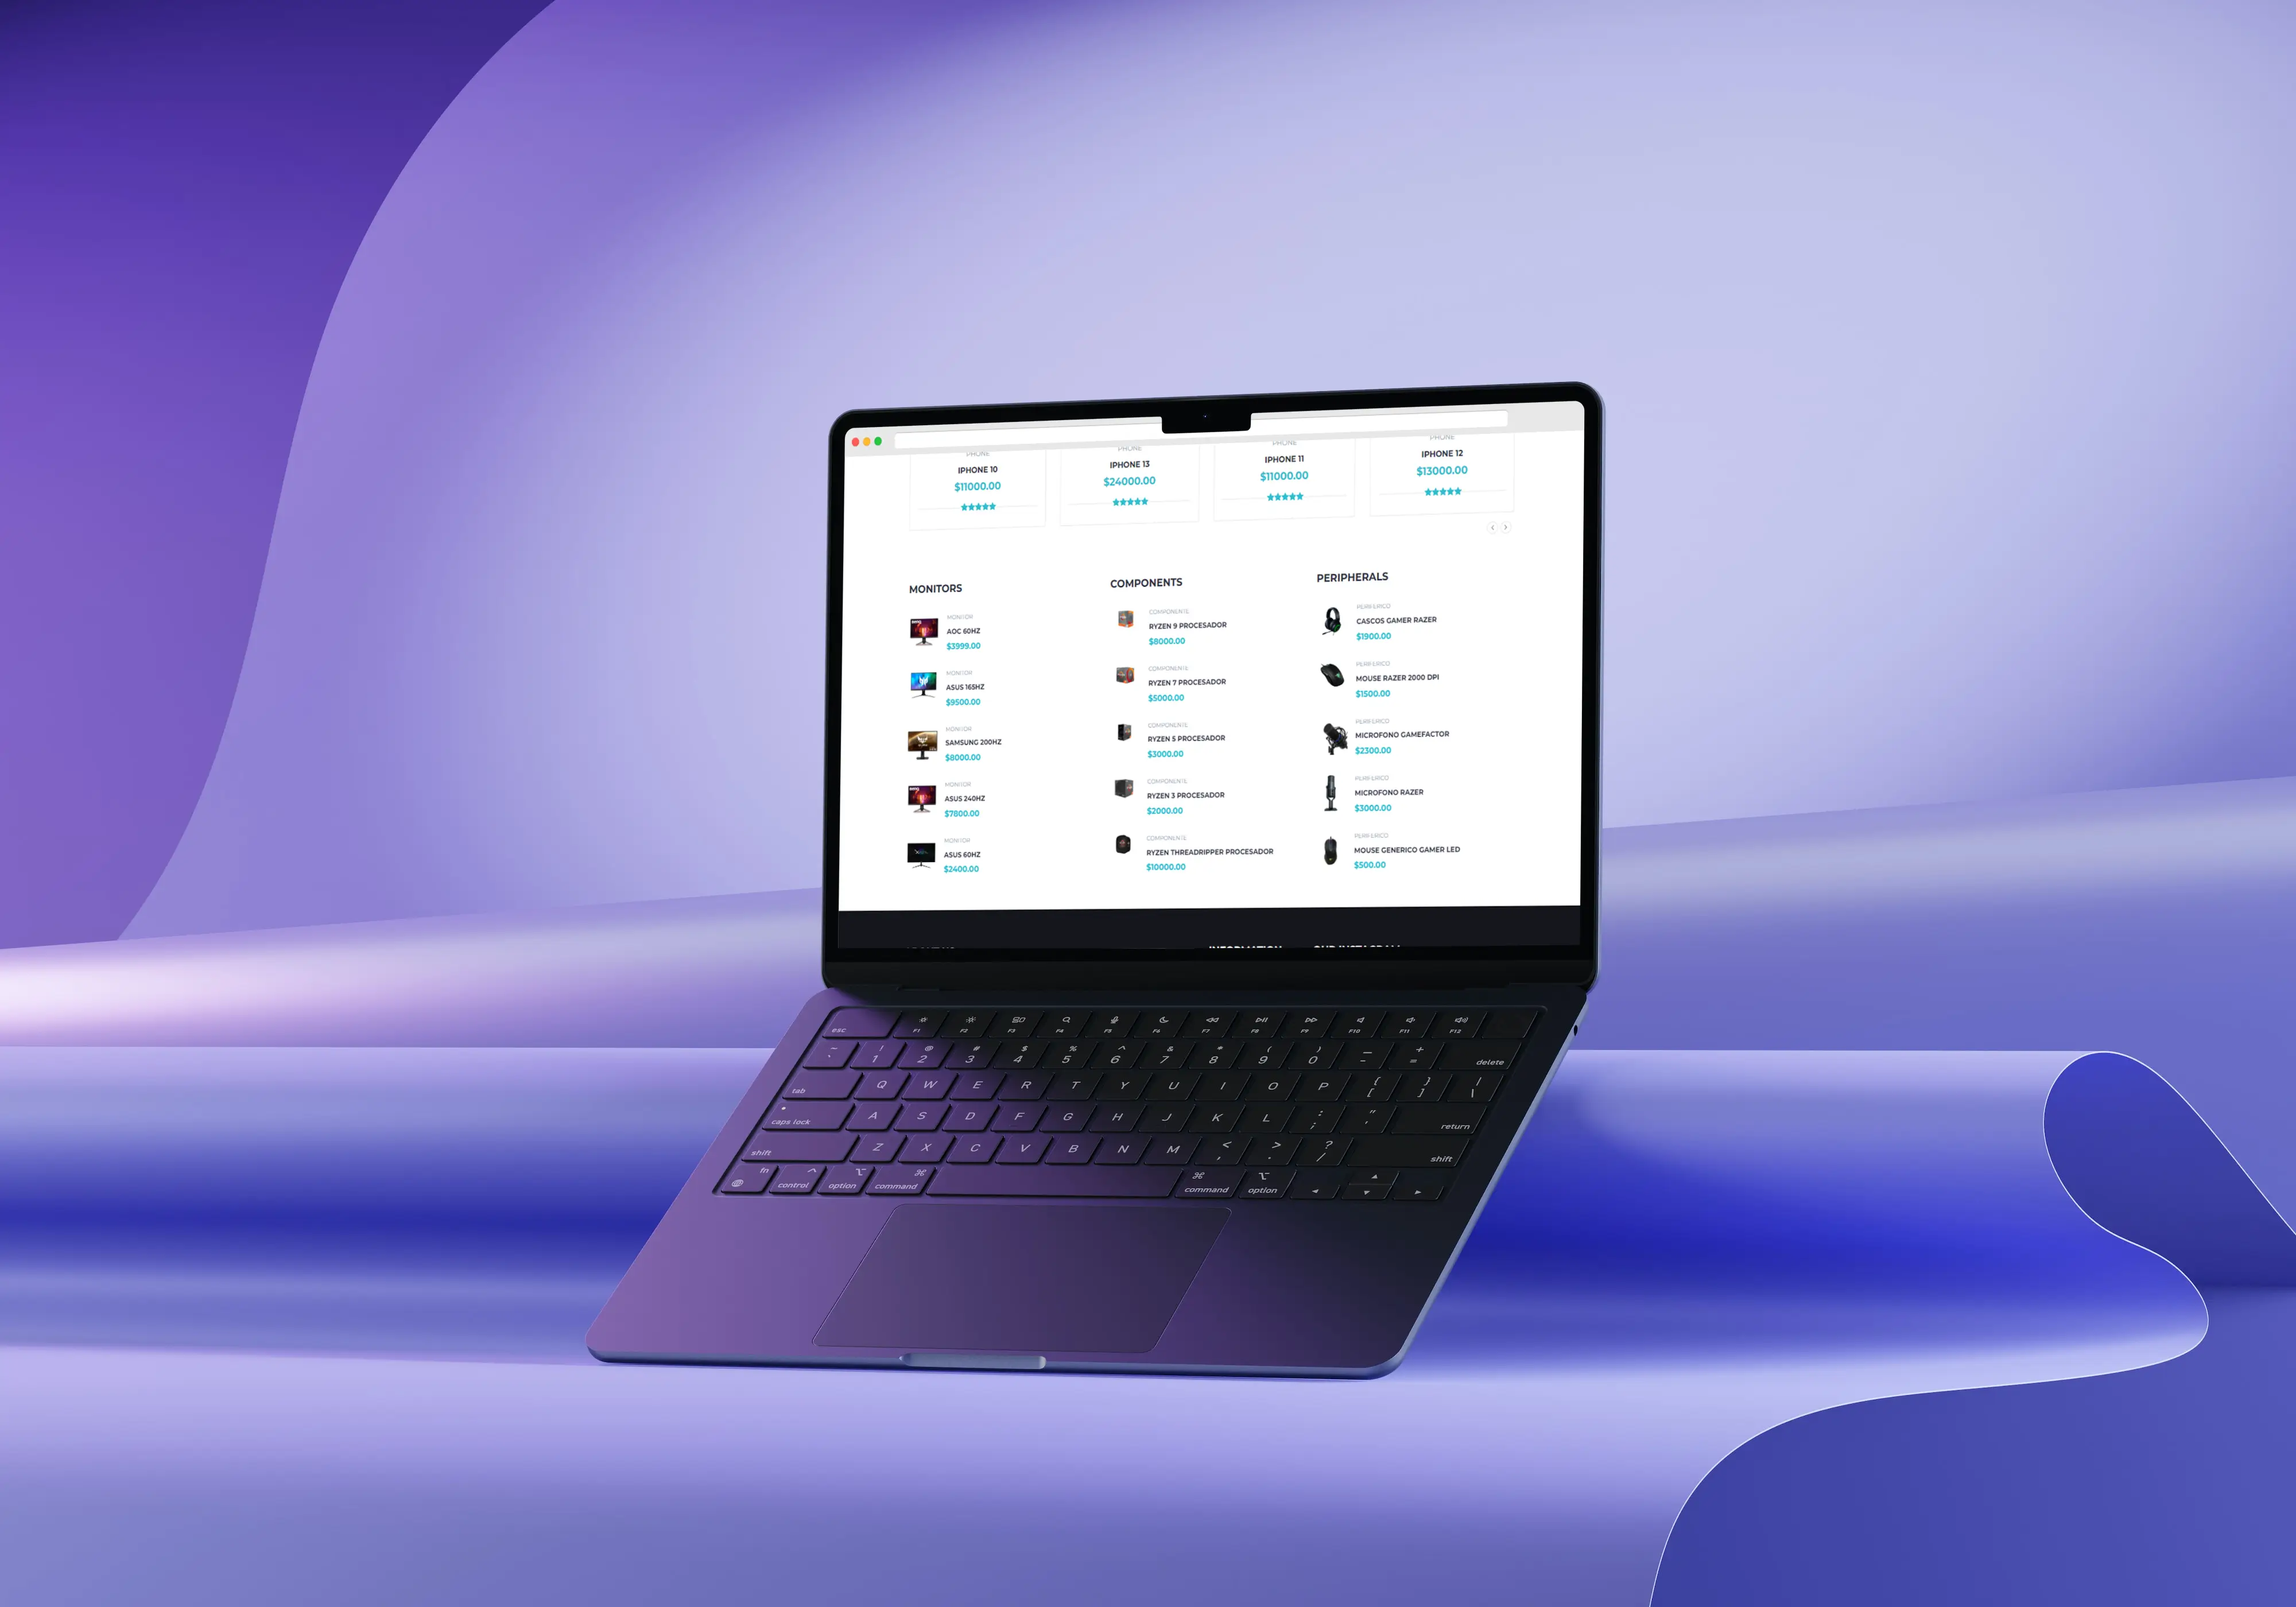 PHONE
IPHONE 10
$11000.00
PHONE
IPHONE 13
$24000.00
PHONE
IPHONE 11
$11000.00
PHONE
IPHONE 12
$13000.00
MONITORS
MONITOR
AOC 60HZ
$3999.00
MONITOR
ASUS 165HZ
$9500.00
MONITOR
SAMSUNG 200HZ
$8000.00
MONITOR
ASUS 240HZ
$7800.00
MONITOR
ASUS 60HZ
$2400.00
COMPONENTS
COMPONENTE
RYZEN 9 PROCESADOR
$8000.00
COMPONENTE
RYZEN 7 PROCESADOR
$5000.00
COMPONENTE
RYZEN 5 PROCESADOR
$3000.00
COMPONENTE
RYZEN 3 PROCESADOR
$2000.00
COMPONENTE
RYZEN THREADRIPPER PROCESADOR
$10000.00
PERIPHERALS
PERIFERICO
CASCOS GAMER RAZER
$1900.00
PERIFERICO
MOUSE RAZER 2000 DPI
$1500.00
PERIFERICO
MICROFONO GAMEFACTOR
$2300.00
PERIFERICO
MICROFONO RAZER
$3000.00
PERIFERICO
MOUSE GENERICO GAMER LED
$500.00
INFORMATION
OUR INSTAGRAM
esc F1 F2 F3 F4 F5 F6 F7 F8 F9 F10 F11 F12
~ ! @ # $ % ^ & * ( ) _ +
` 1 2 3 4 5 6 7 8 9 0 - = delete
tab Q W E R T Y U I O P { [ } ] | \
caps lock A S D F G H J K L : ; " ' return
shift Z X C V B N M < , > . ? / shift
fn control option command command option